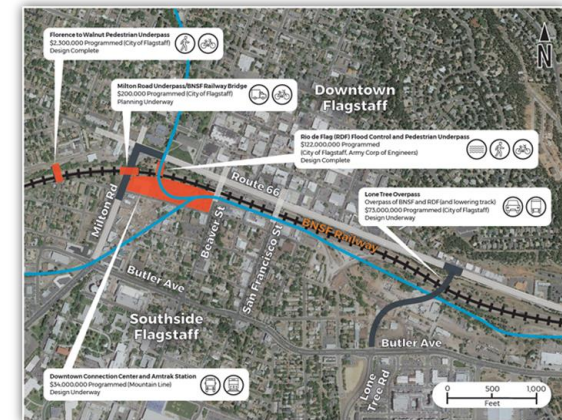 Florence to Walnut Pedestrian Underpass
$2,300,000 Programmed (City of Flagstaff)
Design Complete
N
Milton Road Underpass/BNSF Railway Bridge
$200,000 Programmed (City of Flagstaff)
Planning Underway
Downtown
Flagstaff
Rio de Flag (RDF) Flood Control and Pedestrian Underpass
$122,000,000 Programmed
(City of Flagstaff, Army Corp of Engineers)
Design Complete
Route 66
Lone Tree Overpass
Overpass of BNSF and RDF (and lowering track)
$73,000,000 Programmed (City of Flagstaff)
Design Underway
Milton Rd
Beaver St
San Francisco St
BNSF Railway
Butler Ave
Southside
Flagstaff
Butler Ave
Lone
Tree Rd
Downtown Connection Center and Amtrak Station
$34,000,000 Programmed (Mountain Line)
Design Underway
0 500 1,000
Feet